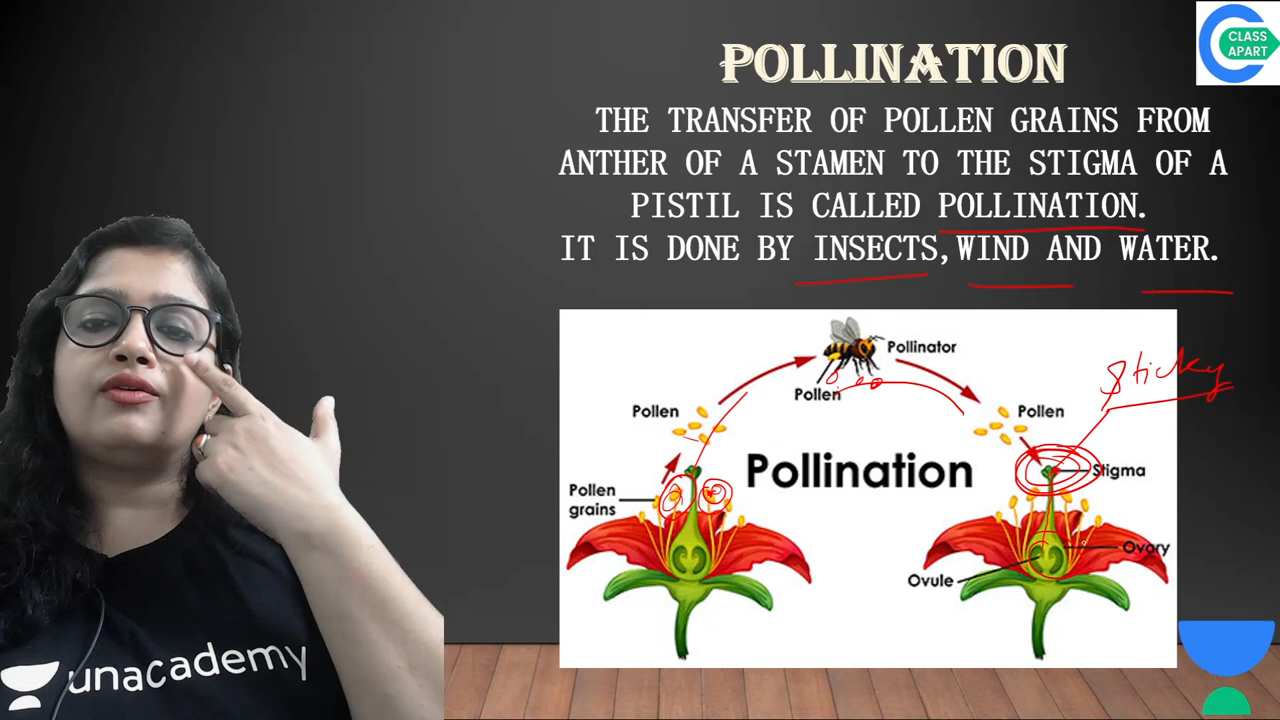 CLASS
APART
POLLINATION
THE TRANSFER OF POLLEN GRAINS FROM
ANTHER OF A STAMEN TO THE STIGMA OF A
PISTIL IS CALLED POLLINATION.
IT IS DONE BY INSECTS,WIND AND WATER.
Pollinator
Pollen
Sticky
Pollen
Pollen
Pollination
Stigma
Pollen
grains
Ovary
Ovule
unacademy